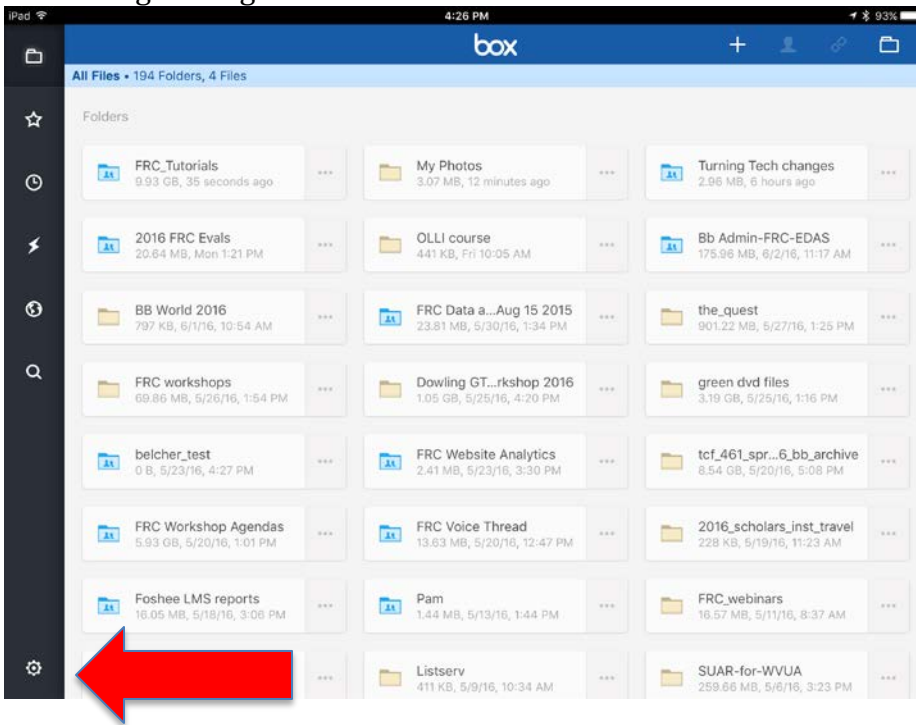 iPad
4:26 PM
93%
box
All Files • 194 Folders, 4 Files
Folders
FRC_Tutorials
9.93 GB, 35 seconds ago
My Photos
3.07 MB, 12 minutes ago
Turning Tech changes
2.96 MB, 6 hours ago
2016 FRC Evals
20.64 MB, Mon 1:21 PM
OLLI course
441 KB, Fri 10:05 AM
Bb Admin-FRC-EDAS
175.96 MB, 6/2/16, 11:17 AM
BB World 2016
797 KB, 6/1/16, 10:54 AM
FRC Data a...Aug 15 2015
23.81 MB, 5/30/16, 1:34 PM
the_quest
901.22 MB, 5/27/16, 1:25 PM
FRC workshops
69.86 MB, 5/26/16, 1:54 PM
Dowling GT...rkshop 2016
1.05 GB, 5/25/16, 4:20 PM
green dvd files
3.19 GB, 5/25/16, 1:16 PM
belcher_test
0 B, 5/23/16, 4:27 PM
FRC Website Analytics
2.41 MB, 5/23/16, 3:30 PM
tcf_461_spr...6_bb_archive
8.54 GB, 5/20/16, 5:08 PM
FRC Workshop Agendas
5.93 GB, 5/20/16, 1:01 PM
FRC Voice Thread
13.63 MB, 5/20/16, 12:47 PM
2016_scholars_inst_travel
228 KB, 5/19/16, 11:23 AM
Foshee LMS reports
16.05 MB, 5/18/16, 3:06 PM
Pam
1.44 MB, 5/13/16, 1:44 PM
FRC_webinars
16.57 MB, 5/11/16, 8:37 AM
Listserv
411 KB, 5/9/16, 10:34 AM
SUAR-for-WVUA
259.66 MB, 5/6/16, 3:23 PM